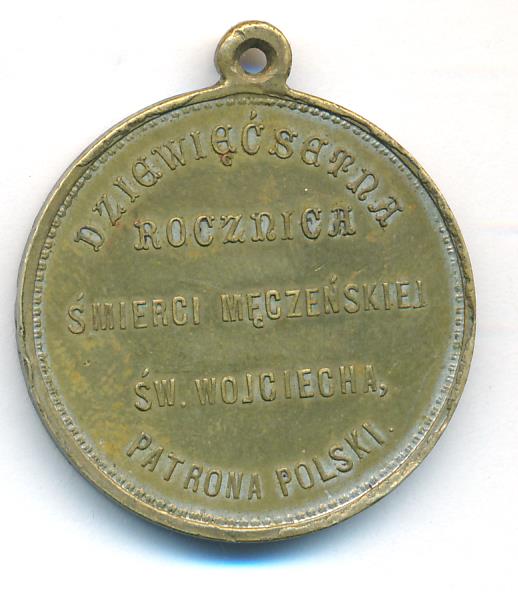 DZIEWIĘĆSETNA
ROCZNICA
ŚMIERCI MĘCZEŃSKIEJ
ŚW. WOJCIECHA,
PATRONA POLSKI.